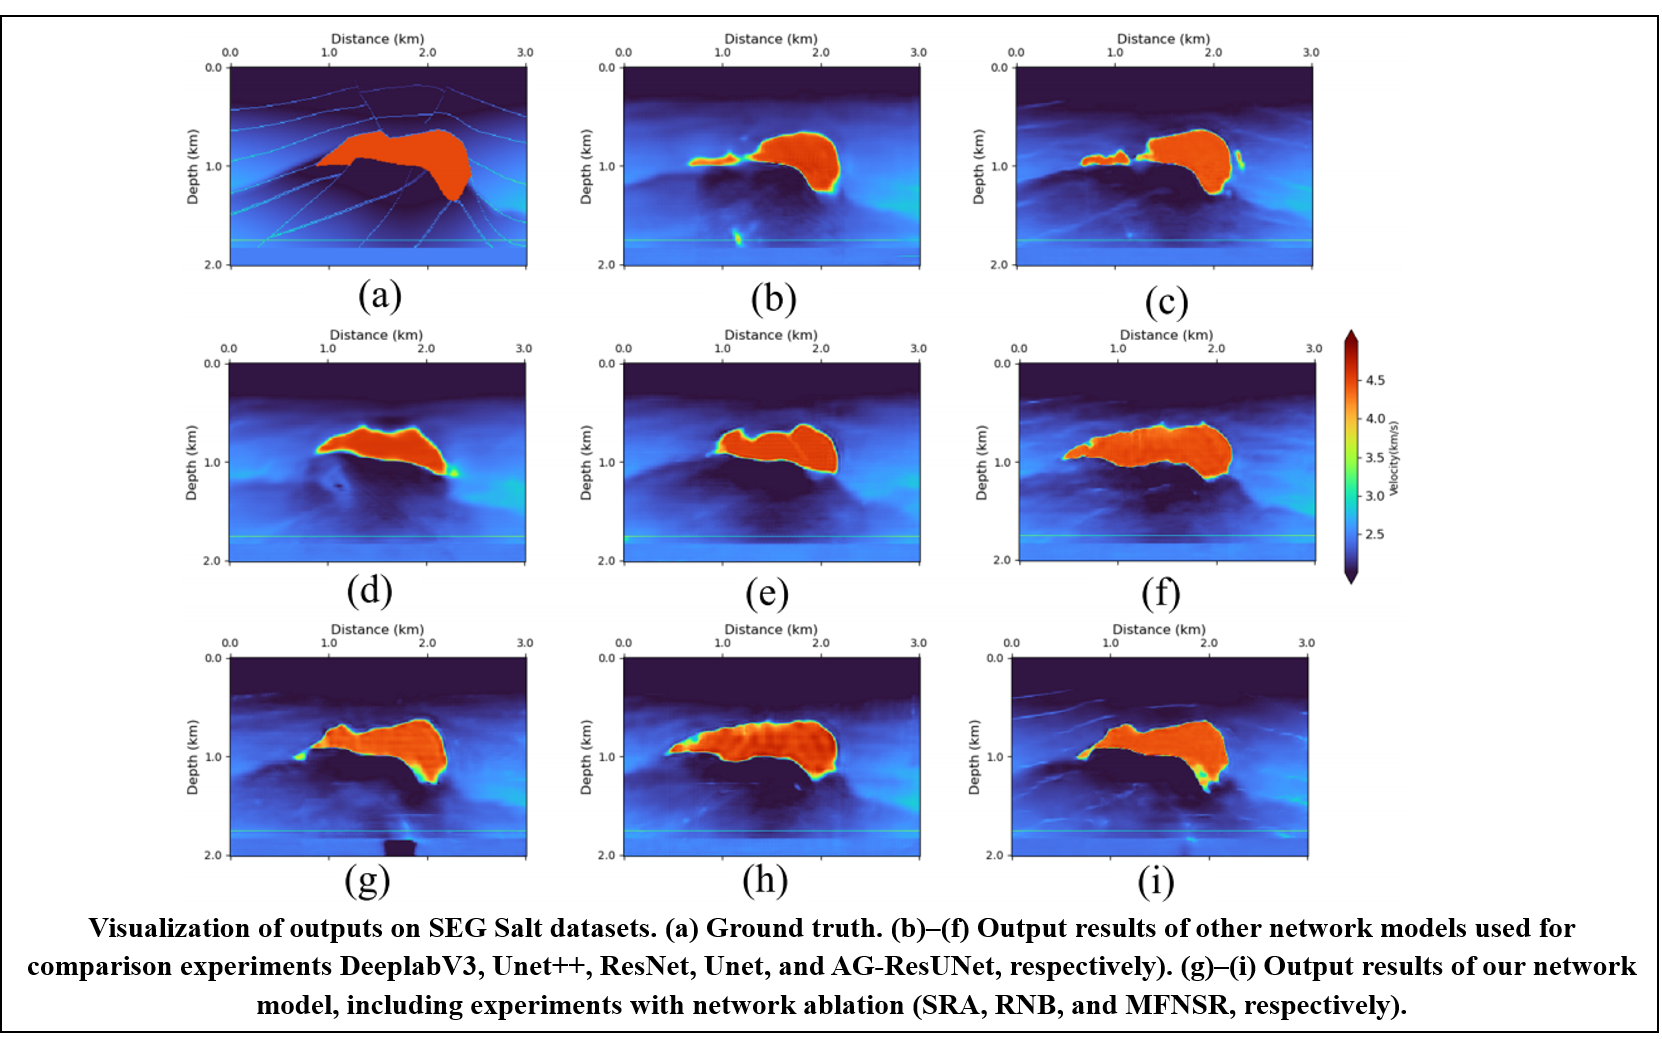 Distance (km) Distance (km) Distance (km)
0.0 1.0 2.0 3.0 0.0 1.0 2.0 3.0 0.0 1.0 2.0 3.0
0.0 0.0 0.0
Depth (km) Depth (km) Depth (km)
1.0 1.0 1.0
2.0 2.0 2.0
(a) (b) (c)
Distance (km) Distance (km) Distance (km)
0.0 1.0 2.0 3.0 0.0 1.0 2.0 3.0 0.0 1.0 2.0 3.0
0.0 0.0 0.0
Depth (km) Depth (km) Depth (km)
1.0 1.0 1.0
2.0 2.0 2.0
4.5
4.0
3.5
3.0
2.5
Velocity(km/s)
(d) (e) (f)
Distance (km) Distance (km) Distance (km)
0.0 1.0 2.0 3.0 0.0 1.0 2.0 3.0 0.0 1.0 2.0 3.0
0.0 0.0 0.0
Depth (km) Depth (km) Depth (km)
1.0 1.0 1.0
2.0 2.0 2.0
(g) (h) (i)
Visualization of outputs on SEG Salt datasets. (a) Ground truth. (b)–(f) Output results of other network models used for
comparison experiments DeeplabV3, Unet++, ResNet, Unet, and AG-ResUNet, respectively). (g)–(i) Output results of our network
model, including experiments with network ablation (SRA, RNB, and MFNSR, respectively).